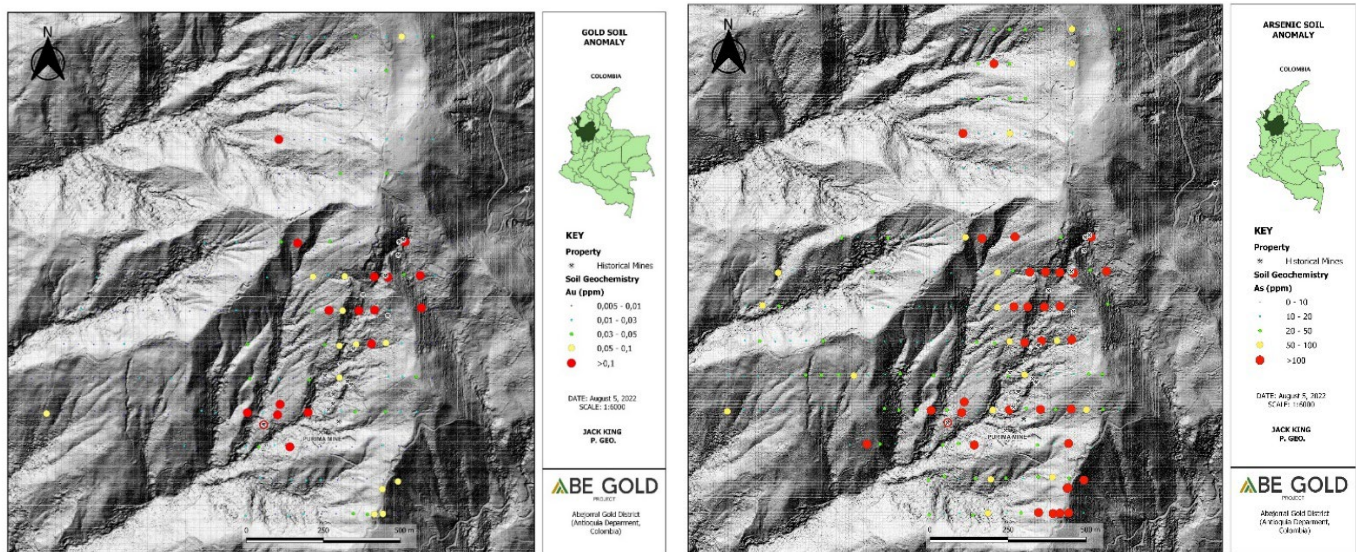 N
PURIMA MINE
0
250
500 m
GOLD SOIL
ANOMALY
COLOMBIA
KEY
Property
Historical Mines
Soil Geochemistry
Au (ppm)
0,005 - 0,01
0,01 - 0,03
0,03 - 0,05
0,05 - 0,1
>0,1
DATE: August 5, 2022
SCALE: 1:6000
JACK KING
P. GEO.
ABE GOLD
PROJECT
Abejorral Gold District
(Antioquia Deparment,
Colombia)
N
PURIMA MINE
0
250
500 m
ARSENIC SOIL
ANOMALY
COLOMBIA
KEY
Property
Historical Mines
Soil Geochemistry
As (ppm)
0 - 10
10 - 20
20 - 50
50 - 100
>100
DATE: August 5, 2022
SCALE: 1:6000
JACK KING
P. GEO.
ABE GOLD
PROJECT
Abejorral Gold District
(Antioquia Deparment,
Colombia)